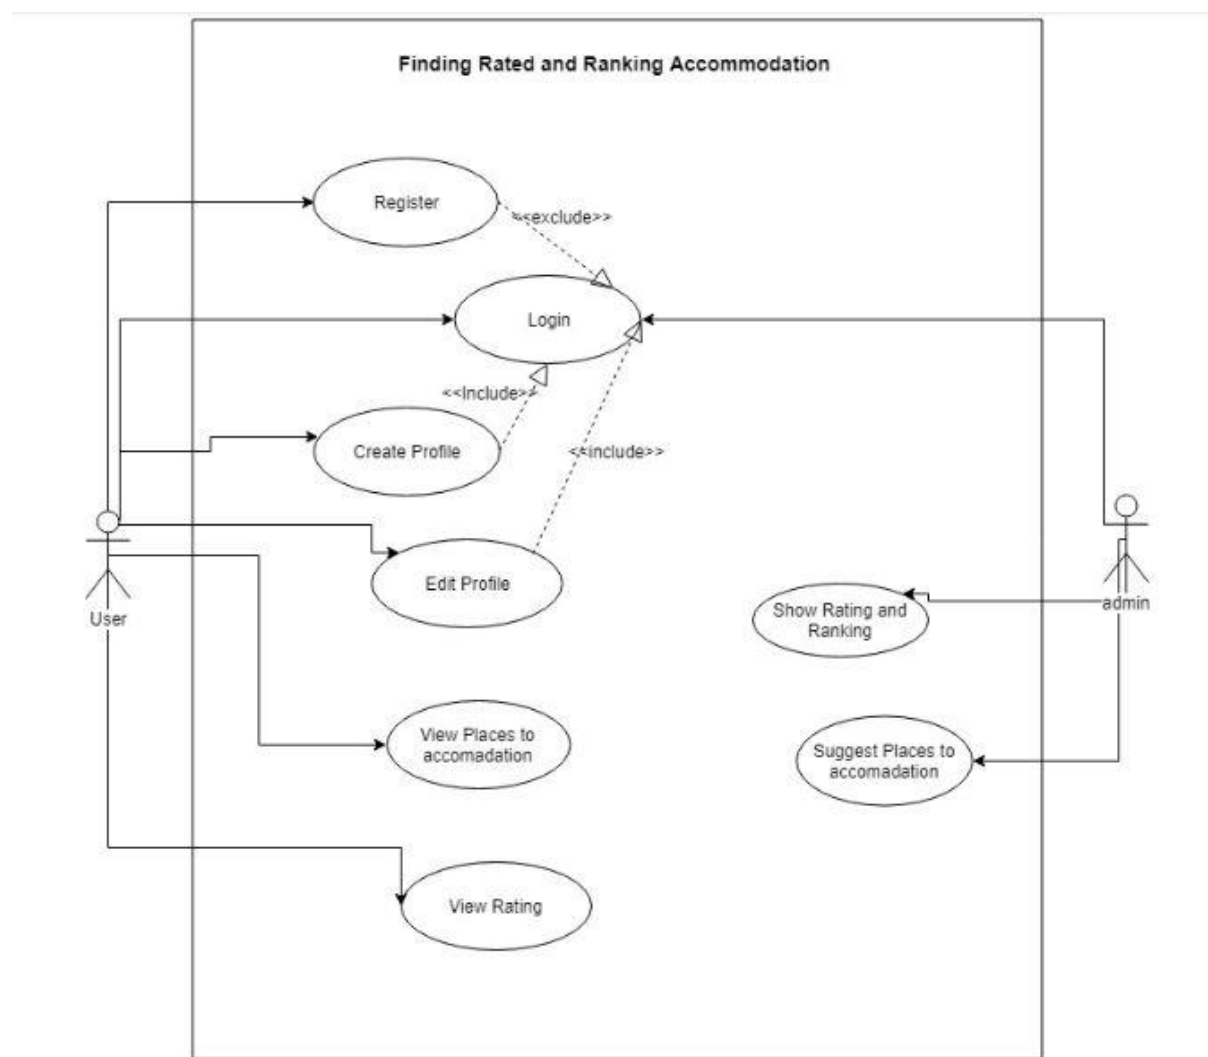 Finding Rated and Ranking Accommodation
Register
<<exclude>>
Login
<<Include>>
Create Profile
<<include>>
Edit Profile
User
admin
Show Rating and
Ranking
View Places to
accomadation
Suggest Places to
accomadation
View Rating